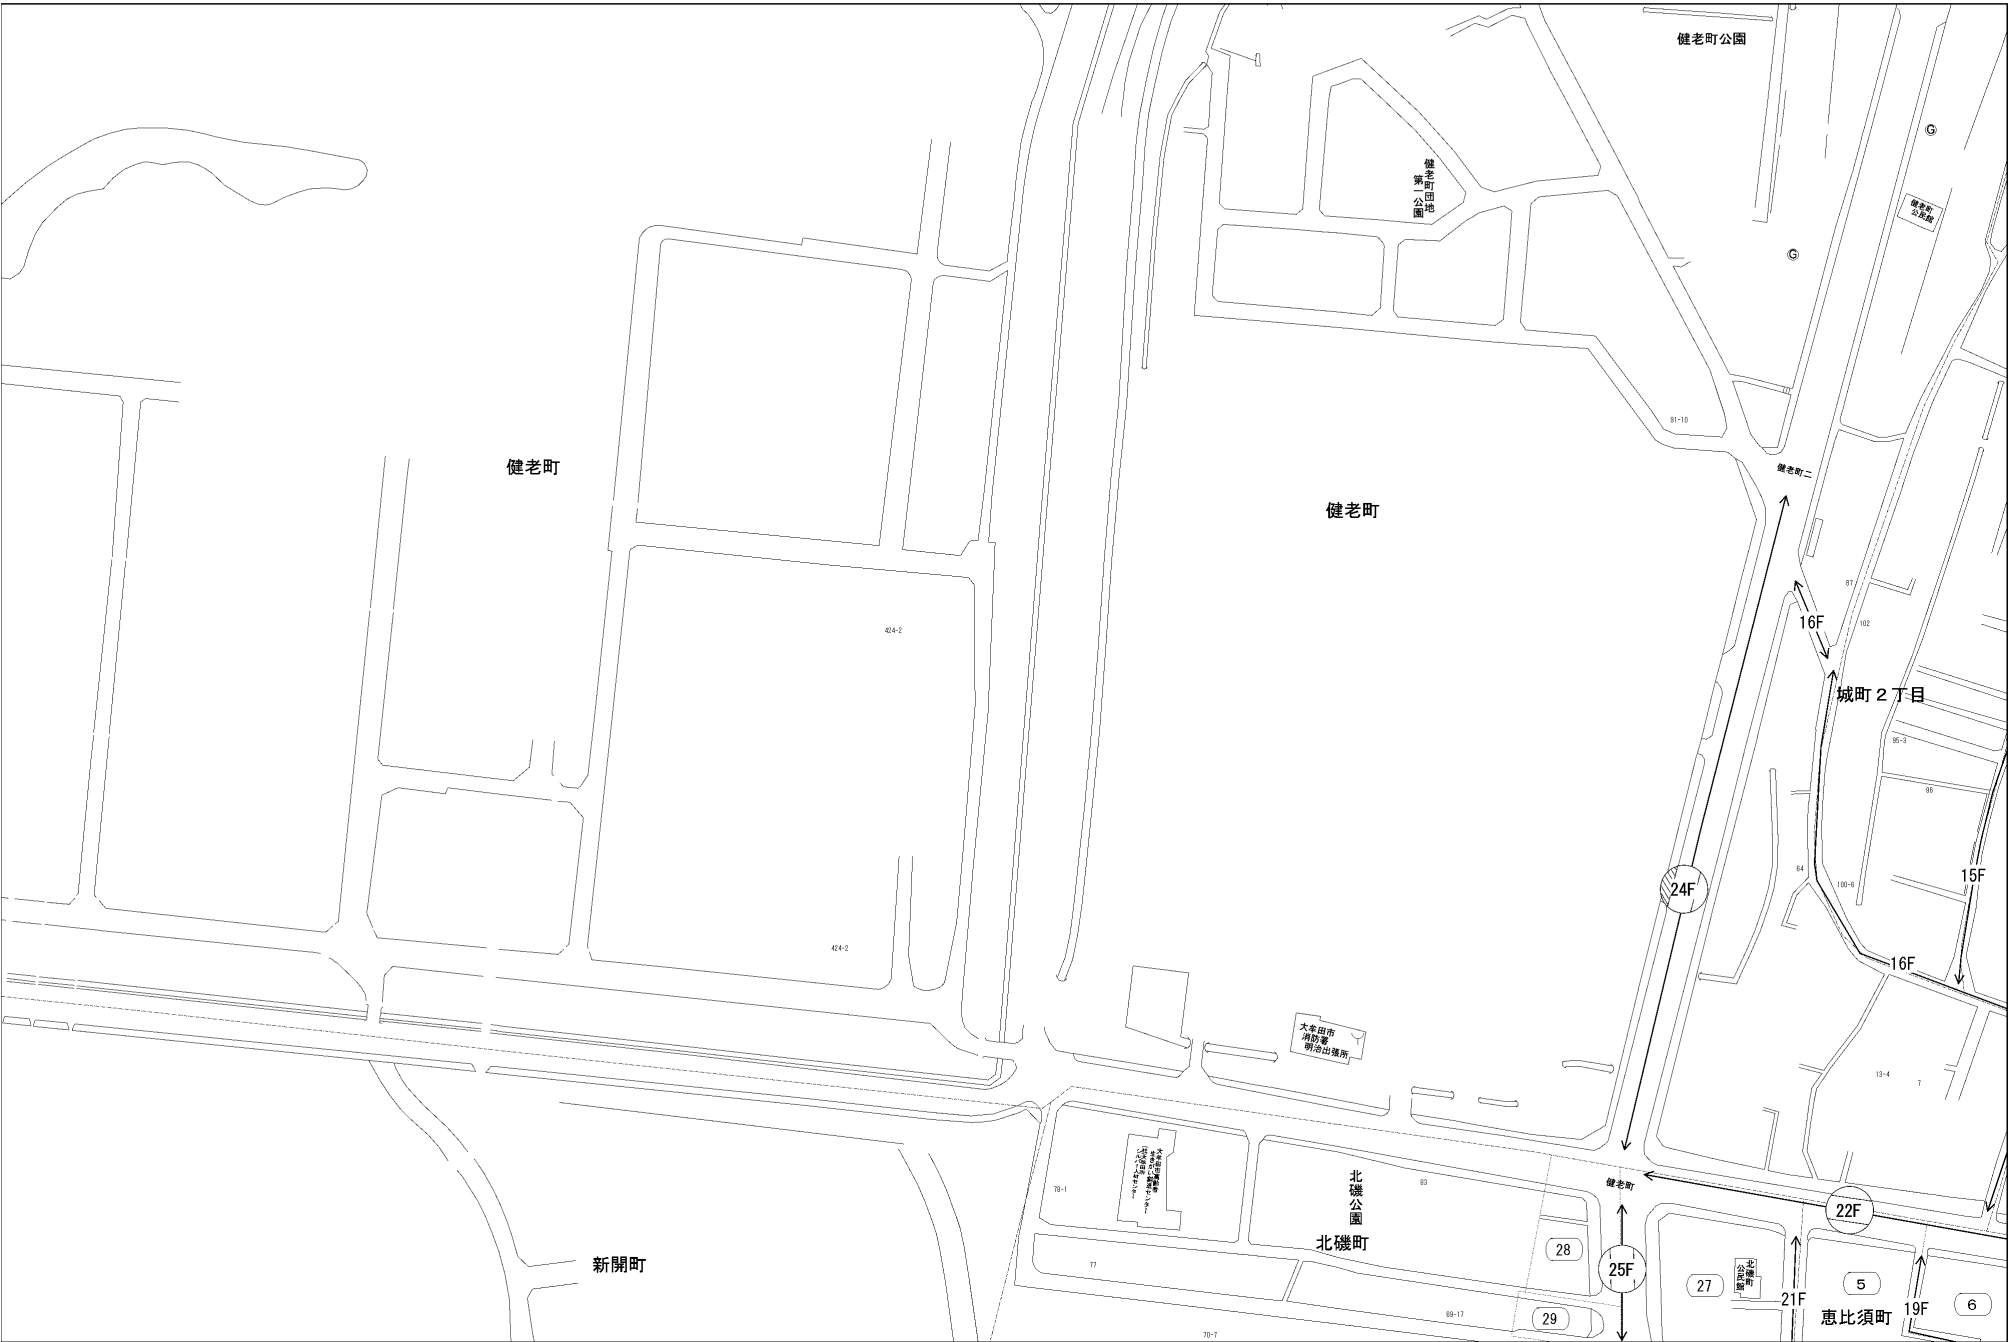 健老町公園
G
健老町団地
第一公園
健老町
公民館
G
91-10
健老町二
健老町
健老町
87
16F
102
424-2
城町２丁目
95-3
96
64
100-6
15F
24F
424-2
16F
大牟田市
消防署
明治出張所
13-4
7
78-1
北磯公園
83
健老町
22F
北磯町
28
25F
新開町
77
27
北磯町
公民館
5
69-17
29
21F
恵比須町
19F
6
70-7